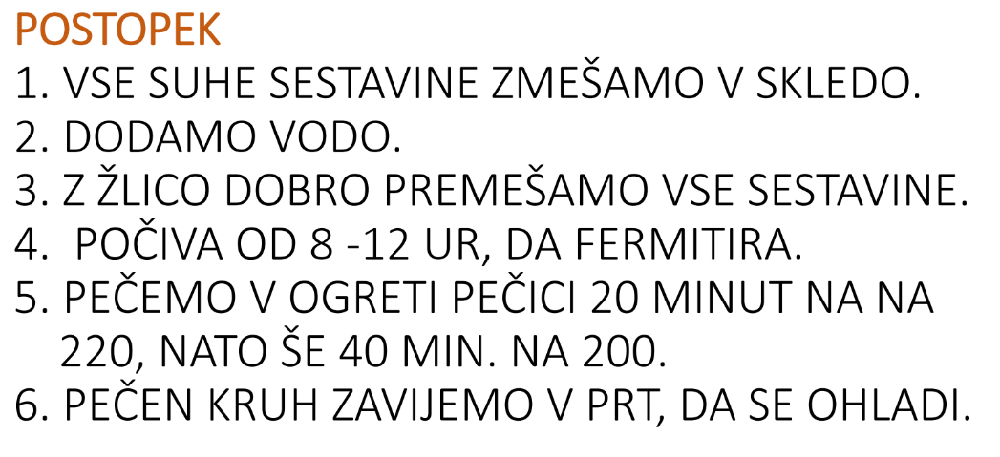 POSTOPEK
1. VSE SUHE SESTAVINE ZMEŠAMO V SKLEDO.
2. DODAMO VODO.
3. Z ŽLICO DOBRO PREMEŠAMO VSE SESTAVINE.
4. POČIVA OD 8 -12 UR, DA FERMITIRA.
5. PEČEMO V OGRETI PEČICI 20 MINUT NA NA
220, NATO ŠE 40 MIN. NA 200.
6. PEČEN KRUH ZAVIJEMO V PRT, DA SE OHLADI.